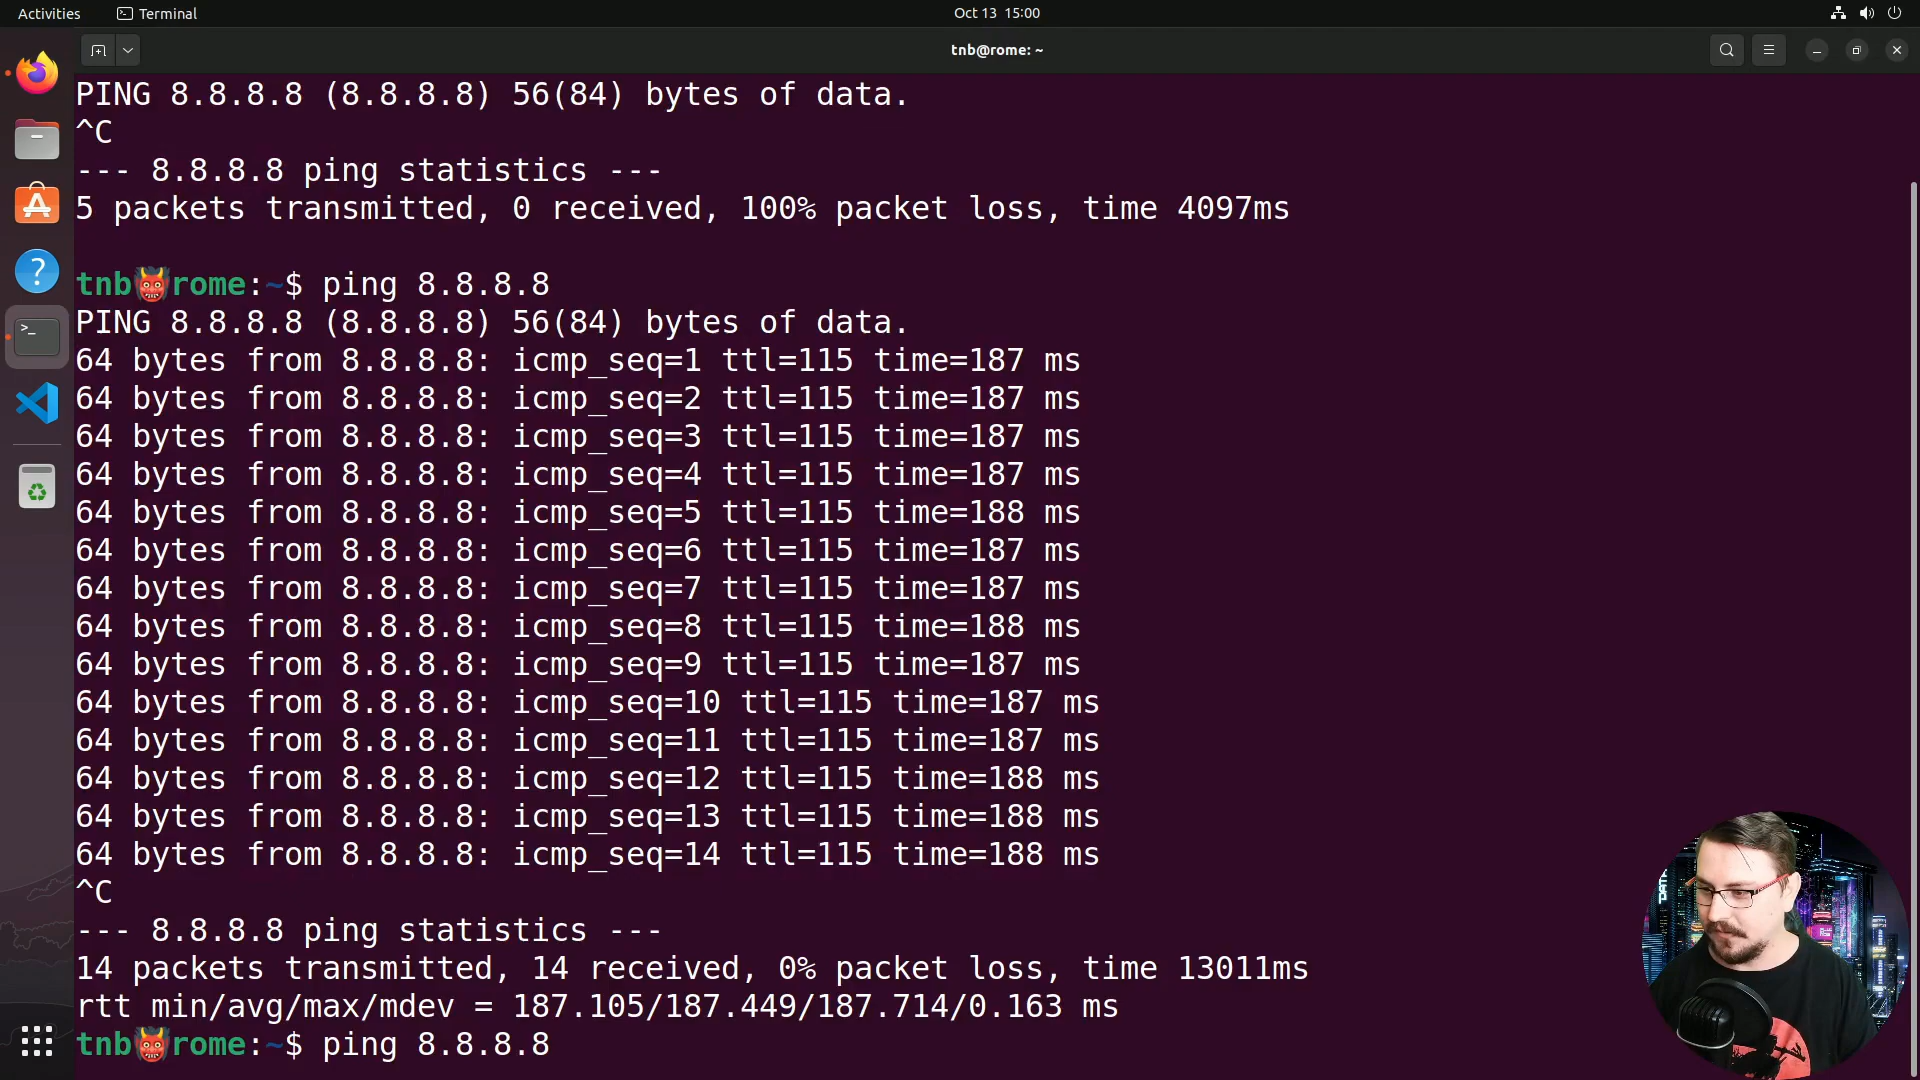 Activities Terminal Oct 13 15:00
tnb@rome: ~
PING 8.8.8.8 (8.8.8.8) 56(84) bytes of data.
^C
--- 8.8.8.8 ping statistics ---
5 packets transmitted, 0 received, 100% packet loss, time 4097ms
tnb👹rome:~$ ping 8.8.8.8
PING 8.8.8.8 (8.8.8.8) 56(84) bytes of data.
64 bytes from 8.8.8.8: icmp_seq=1 ttl=115 time=187 ms
64 bytes from 8.8.8.8: icmp_seq=2 ttl=115 time=187 ms
64 bytes from 8.8.8.8: icmp_seq=3 ttl=115 time=187 ms
64 bytes from 8.8.8.8: icmp_seq=4 ttl=115 time=187 ms
64 bytes from 8.8.8.8: icmp_seq=5 ttl=115 time=188 ms
64 bytes from 8.8.8.8: icmp_seq=6 ttl=115 time=187 ms
64 bytes from 8.8.8.8: icmp_seq=7 ttl=115 time=187 ms
64 bytes from 8.8.8.8: icmp_seq=8 ttl=115 time=188 ms
64 bytes from 8.8.8.8: icmp_seq=9 ttl=115 time=187 ms
64 bytes from 8.8.8.8: icmp_seq=10 ttl=115 time=187 ms
64 bytes from 8.8.8.8: icmp_seq=11 ttl=115 time=187 ms
64 bytes from 8.8.8.8: icmp_seq=12 ttl=115 time=188 ms
64 bytes from 8.8.8.8: icmp_seq=13 ttl=115 time=188 ms
64 bytes from 8.8.8.8: icmp_seq=14 ttl=115 time=188 ms
^C
--- 8.8.8.8 ping statistics ---
14 packets transmitted, 14 received, 0% packet loss, time 13011ms
rtt min/avg/max/mdev = 187.105/187.449/187.714/0.163 ms
tnb👹rome:~$ ping 8.8.8.8